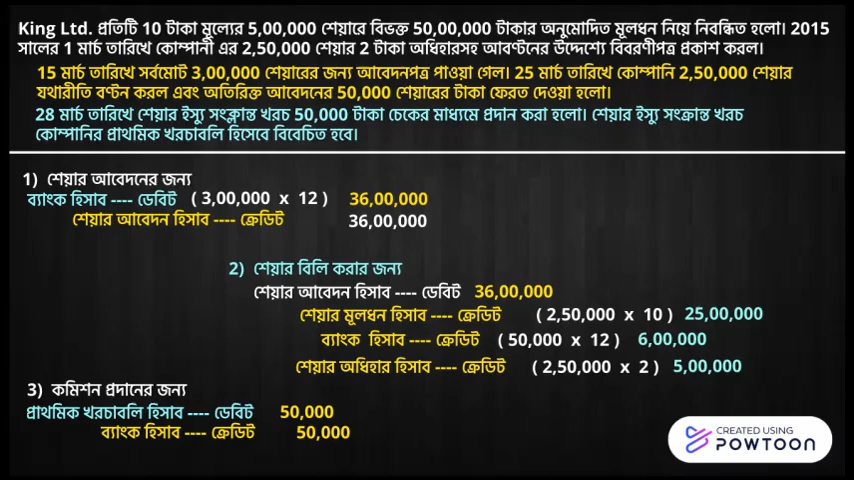 King Ltd. প্রতিটি 10 টাকা মূল্যের 5,00,000 শেয়ারে বিভক্ত 50,00,000 টাকার অনুমোদিত মূলধন নিয়ে নিবন্ধিত হলো। 2015
সালের 1 মার্চ তারিখে কোম্পানী এর 2,50,000 শেয়ার 2 টাকা অধিহারসহ আবণ্টনের উদ্দেশ্যে বিবরণীপত্র প্রকাশ করল।
15 মার্চ তারিখে সর্বমোট 3,00,000 শেয়ারের জন্য আবেদনপত্র পাওয়া গেল। 25 মার্চ তারিখে কোম্পানি 2,50,000 শেয়ার
যথারীতি বণ্টন করল এবং অতিরিক্ত আবেদনের 50,000 শেয়ারের টাকা ফেরত দেওয়া হলো।
28 মার্চ তারিখে শেয়ার ইস্যু সংক্রান্ত খরচ 50,000 টাকা চেকের মাধ্যমে প্রদান করা হলো। শেয়ার ইস্যু সংক্রান্ত খরচ
কোম্পানির প্রাথমিক খরচাবলি হিসেবে বিবেচিত হবে।
1) শেয়ার আবেদনের জন্য
ব্যাংক হিসাব ---- ডেবিট ( 3,00,000 x 12 ) 36,00,000
শেয়ার আবেদন হিসাব ---- ক্রেডিট 36,00,000
2) শেয়ার বিলি করার জন্য
শেয়ার আবেদন হিসাব ---- ডেবিট 36,00,000
শেয়ার মূলধন হিসাব ---- ক্রেডিট ( 2,50,000 x 10 ) 25,00,000
ব্যাংক হিসাব ---- ক্রেডিট ( 50,000 x 12 ) 6,00,000
শেয়ার অধিহার হিসাব ---- ক্রেডিট ( 2,50,000 x 2 ) 5,00,000
3) কমিশন প্রদানের জন্য
প্রাথমিক খরচাবলি হিসাব ---- ডেবিট 50,000
ব্যাংক হিসাব ---- ক্রেডিট 50,000
CREATED USING
POWTOON